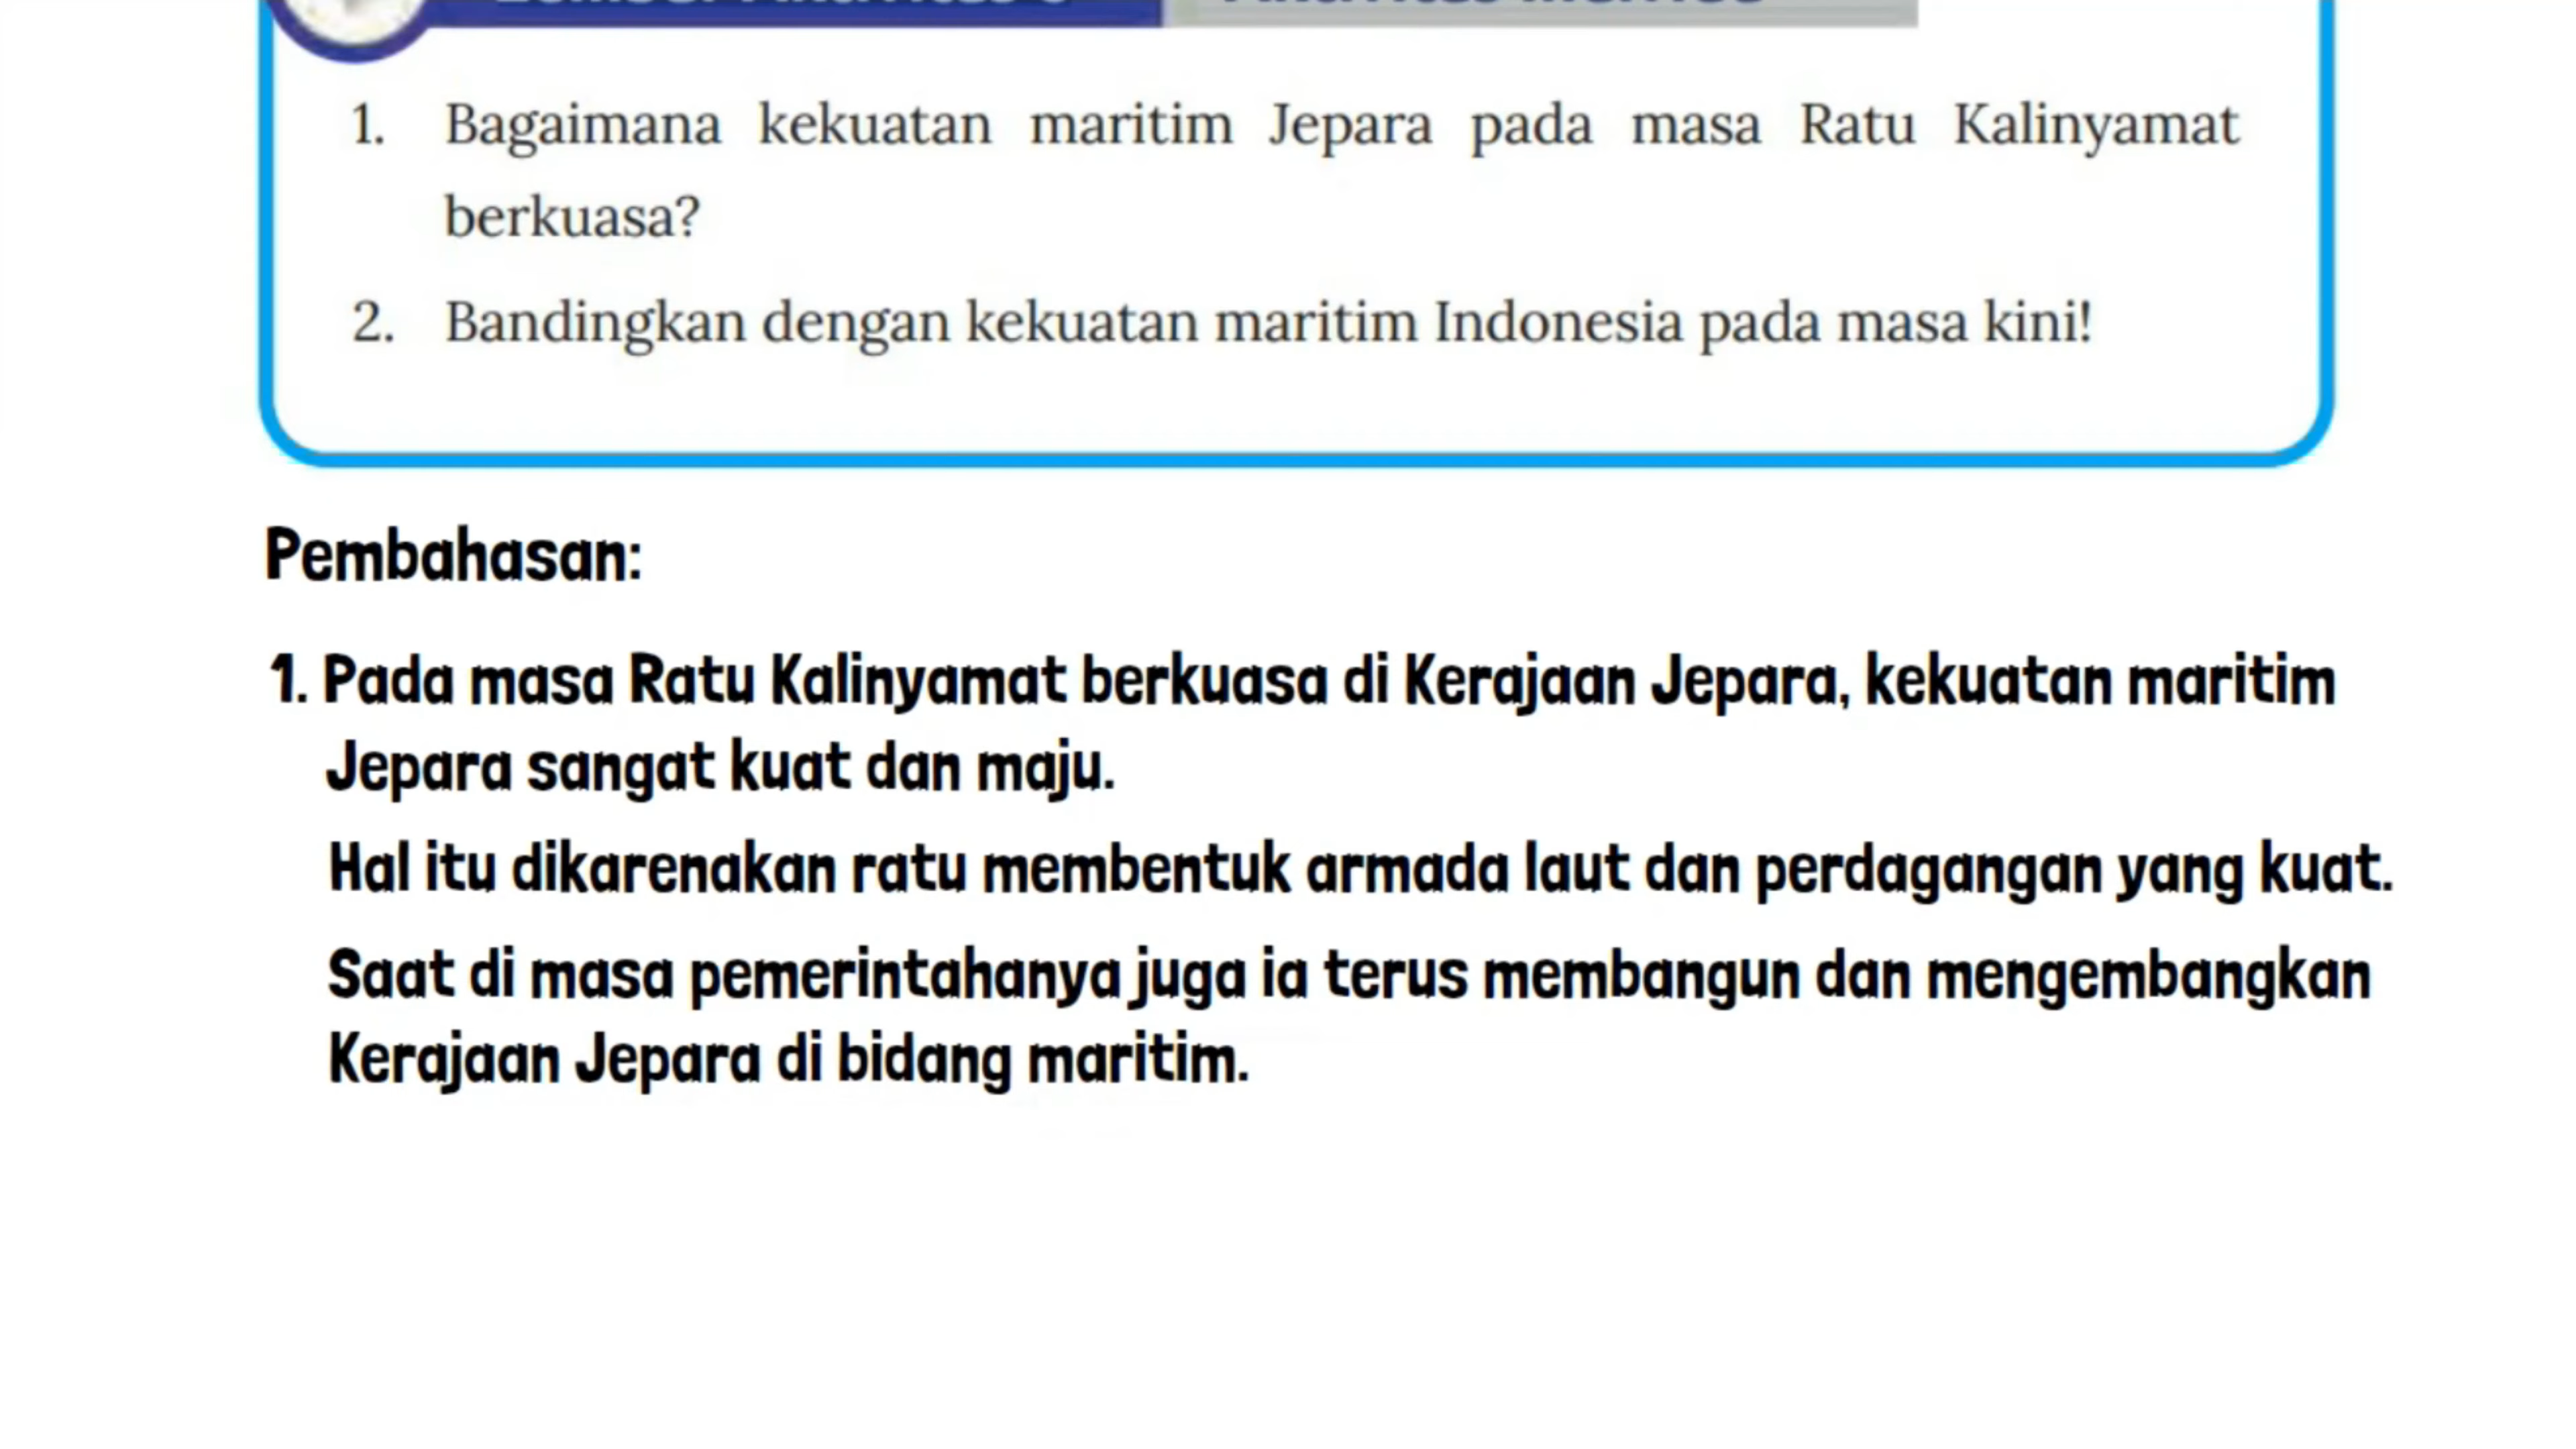 1. Bagaimana kekuatan maritim Jepara pada masa Ratu Kalinyamat
berkuasa?
2. Bandingkan dengan kekuatan maritim Indonesia pada masa kini!
Pembahasan:
1. Pada masa Ratu Kalinyamat berkuasa di Kerajaan Jepara, kekuatan maritim
Jepara sangat kuat dan maju.
Hal itu dikarenakan ratu membentuk armada laut dan perdagangan yang kuat.
Saat di masa pemerintahanya juga ia terus membangun dan mengembangkan
Kerajaan Jepara di bidang maritim.